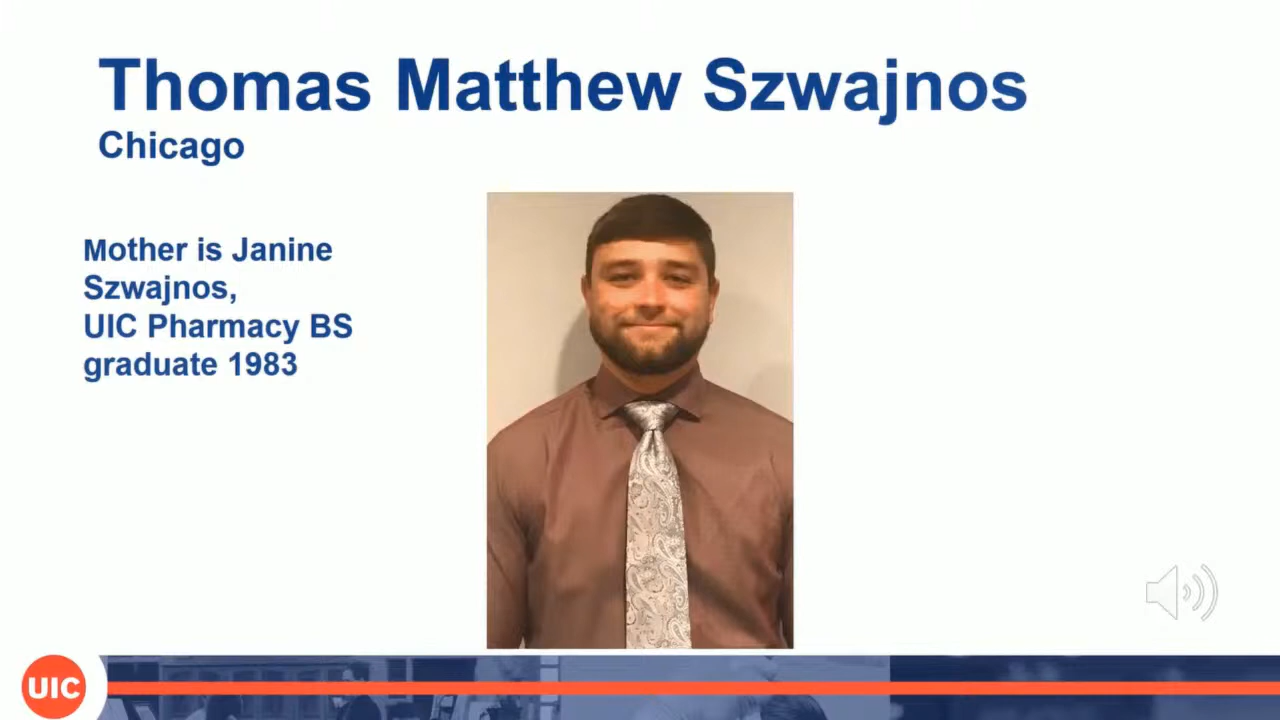 Thomas Matthew Szwajnos
Chicago
Mother is Janine
Szwajnos,
UIC Pharmacy BS
graduate 1983
UIC